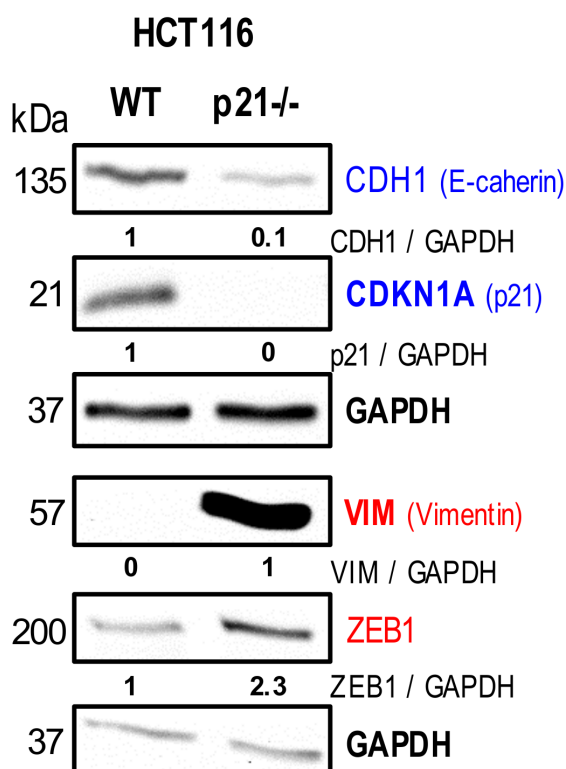 HCT116
WT p21-/-
kDa
135 CDH1 (E-caherin)
1 0.1 CDH1 / GAPDH
21 CDKN1A (p21)
1 0 p21 / GAPDH
37 GAPDH
57 VIM (Vimentin)
0 1 VIM / GAPDH
200 ZEB1
1 2.3 ZEB1 / GAPDH
37 GAPDH